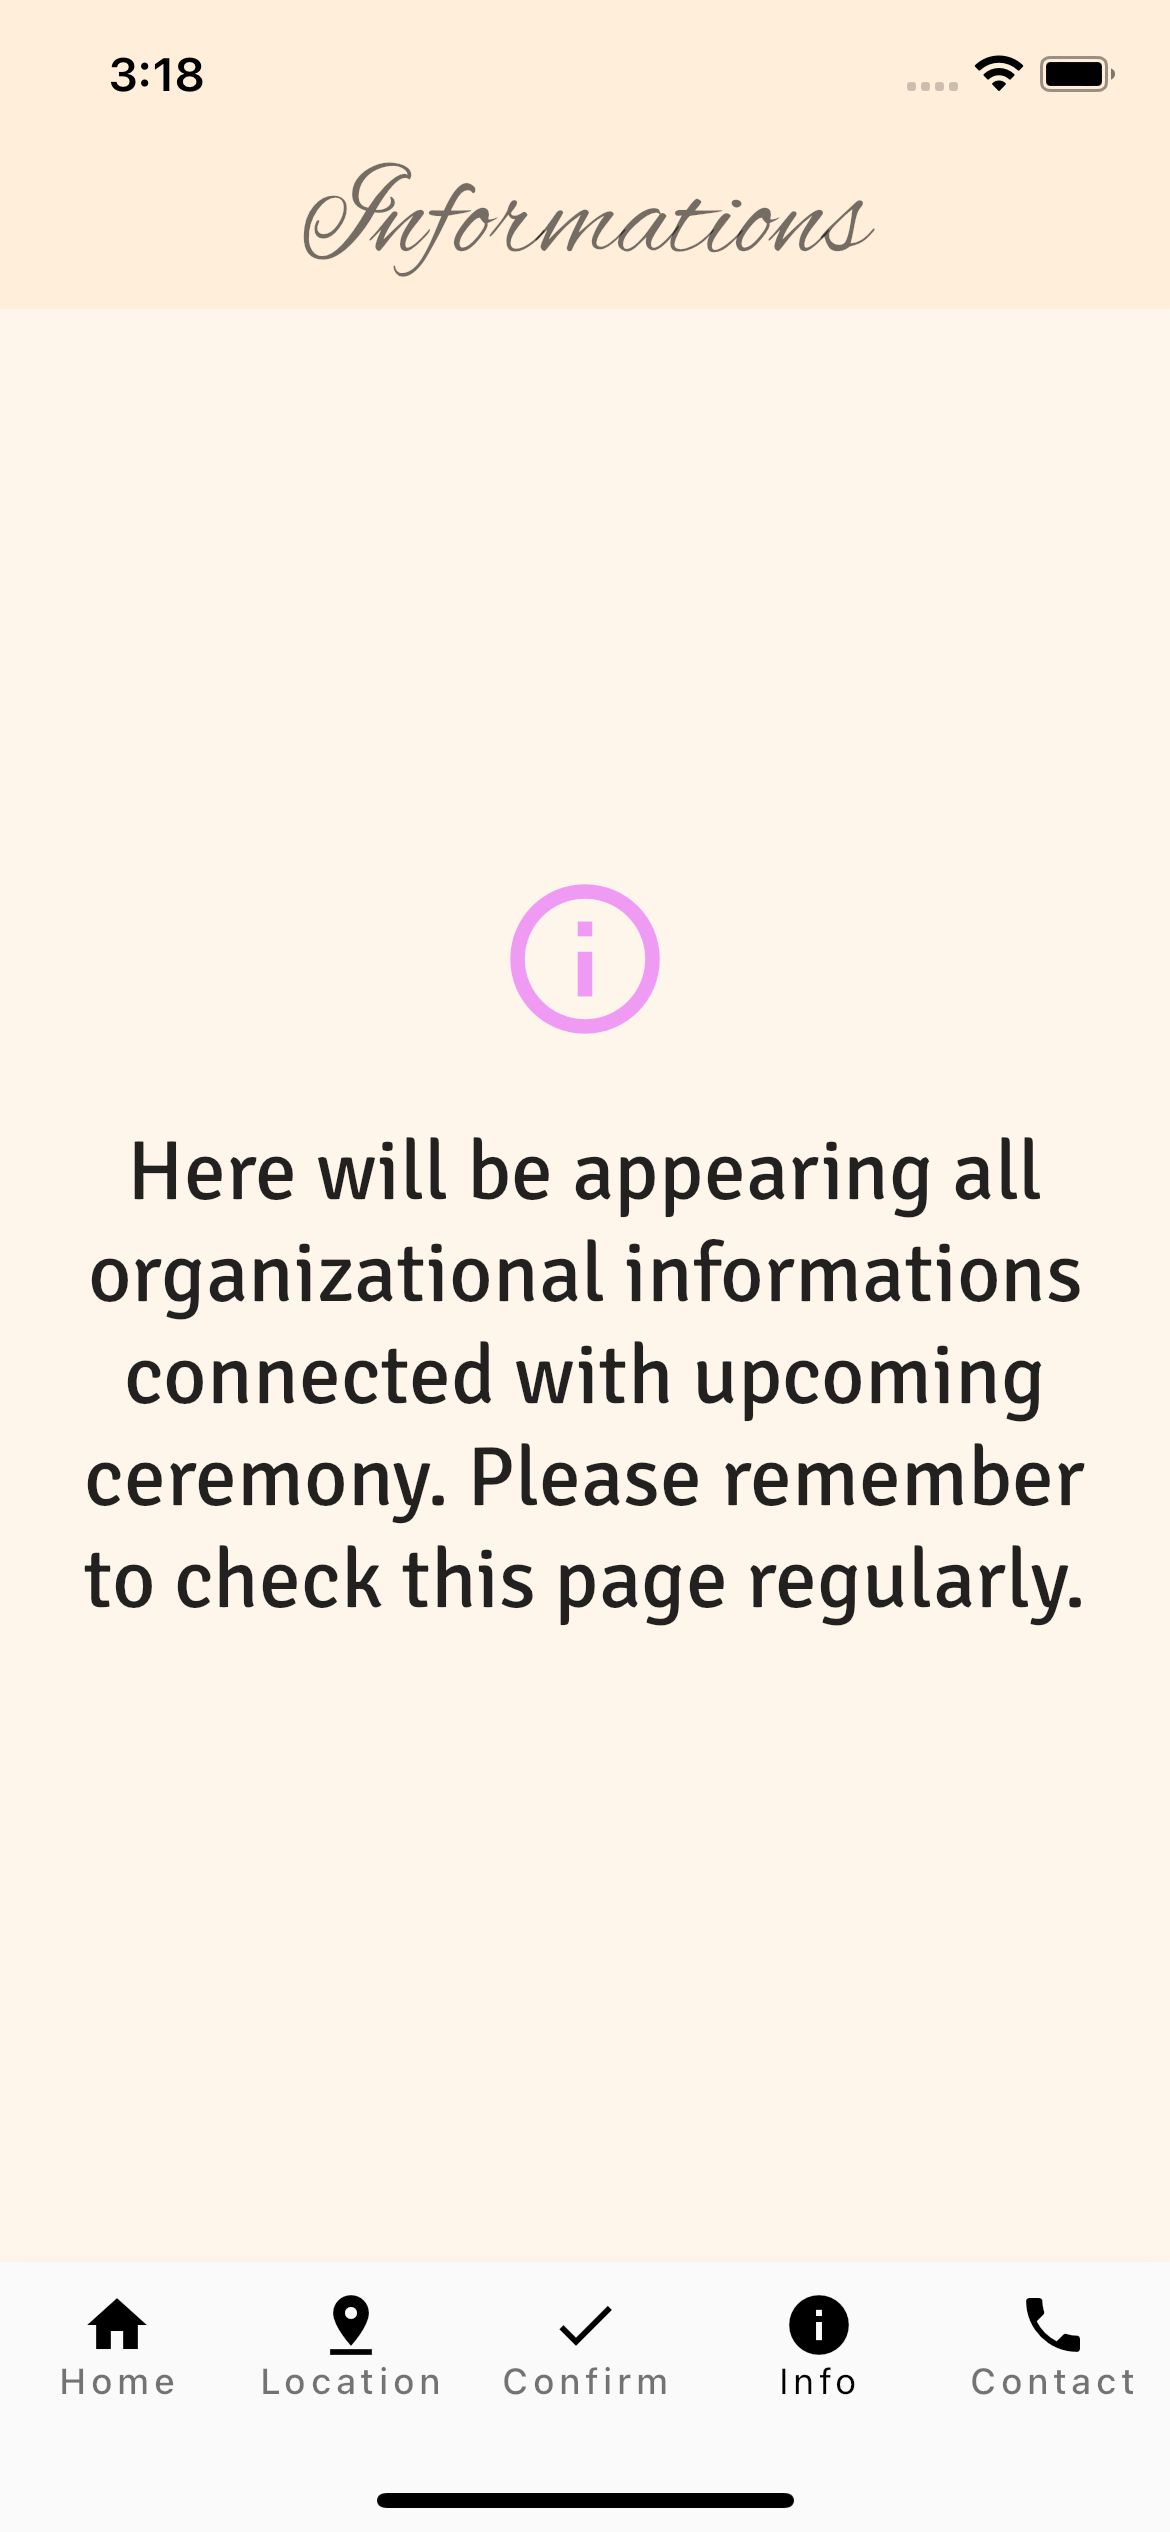 3:18
Informations
Here will be appearing all
organizational informations
connected with upcoming
ceremony. Please remember
to check this page regularly.
Home Location Confirm Info Contact